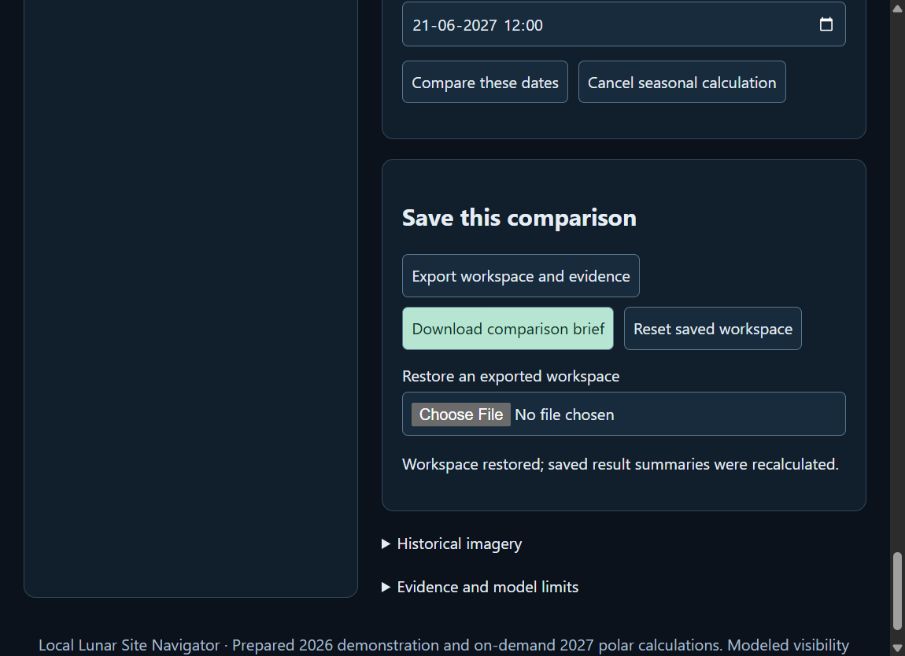 21-06-2027 12:00
Compare these dates
Cancel seasonal calculation
Save this comparison
Export workspace and evidence
Download comparison brief
Reset saved workspace
Restore an exported workspace
Choose File No file chosen
Workspace restored; saved result summaries were recalculated.
Historical imagery
Evidence and model limits
Local Lunar Site Navigator · Prepared 2026 demonstration and on-demand 2027 polar calculations. Modeled visibility